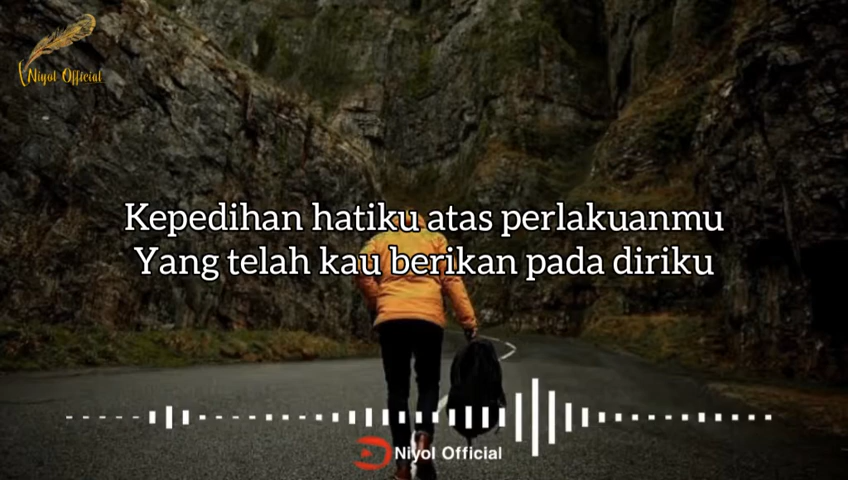 Niyol Official
Kepedihan hatiku atas perlakuanmu
Yang telah kau berikan pada diriku
Niyol Official